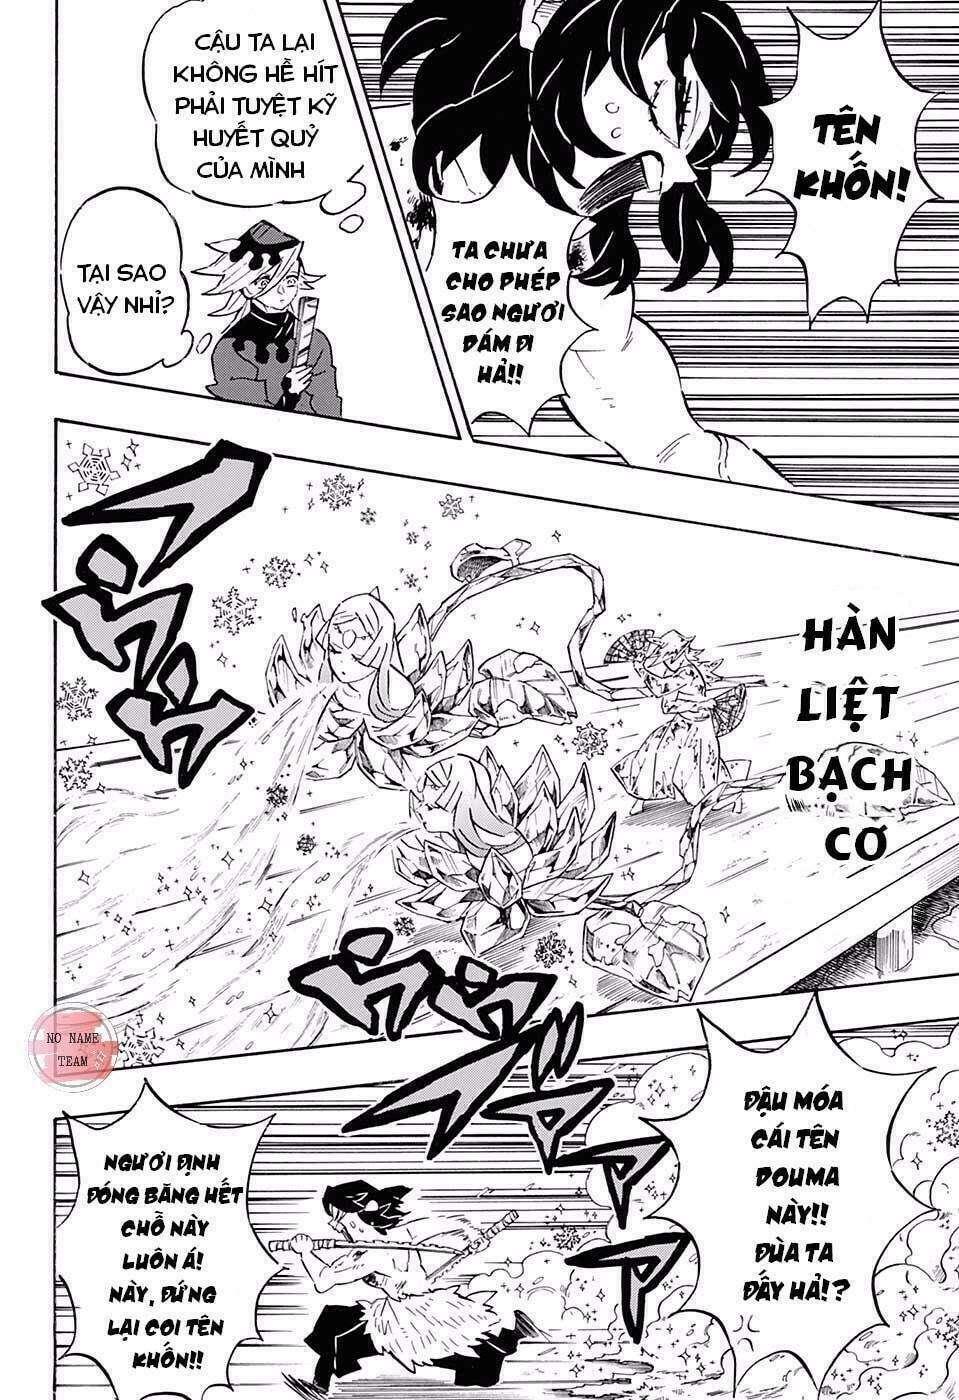 TÊN
KHỐN!
TA CHƯA
CHO PHÉP
SAO NGƯƠI
DÁM ĐI
HẢ!!
CẬU TA LẠI
KHÔNG HỀ HÍT
PHẢI TUYỆT KỸ
HUYẾT QUỶ
CỦA MÌNH
TẠI SAO
VẬY NHỈ?
HÀN
LIỆT
BẠCH
CƠ
ĐẬU MÓA
CÁI TÊN
DOUMA
NÀY!!
ĐÙA TA
ĐẤY HẢ!?
NGƯƠI ĐỊNH
ĐÓNG BĂNG HẾT
CHỖ NÀY
LUÔN Á!
NÀY, ĐỨNG
LẠI COI TÊN
KHỐN!!
NO NAME
TEAM